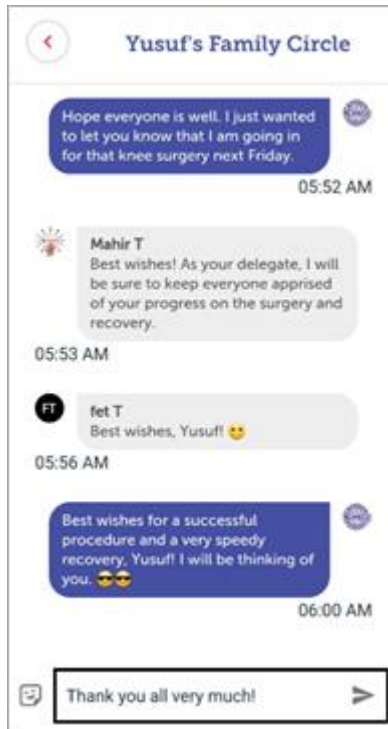 Yusuf's Family Circle
Hope everyone is well. I just wanted
to let you know that I am going in
for that knee surgery next Friday.
05:52 AM
Mahir T
Best wishes! As your delegate, I will
be sure to keep everyone apprised
of your progress on the surgery and
recovery.
05:53 AM
FT
fet T
Best wishes, Yusuf! 😊
05:56 AM
Best wishes for a successful
procedure and a very speedy
recovery, Yusuf! I will be thinking of
you. 😎😎
06:00 AM
Thank you all very much!